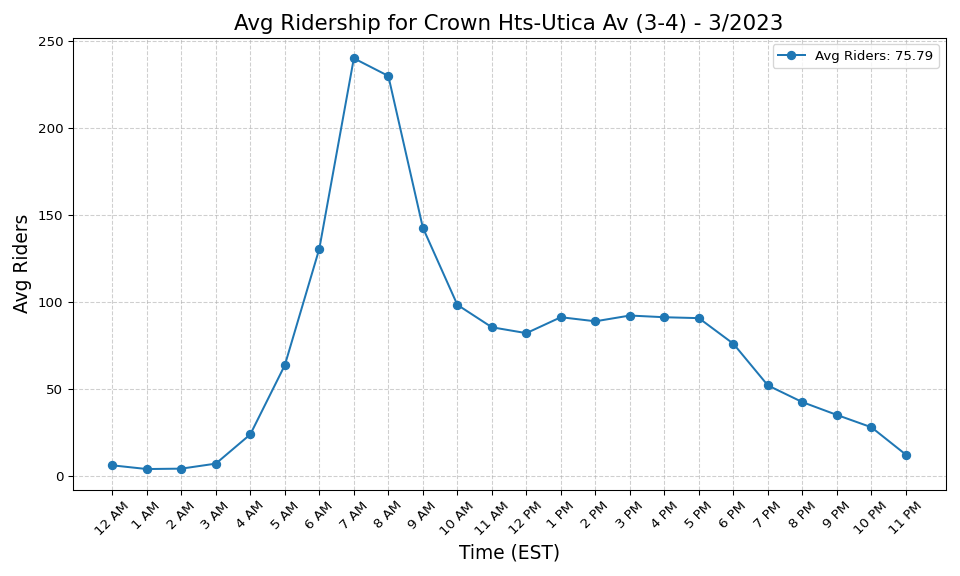 Avg Ridership for Crown Hts-Utica Av (3-4) - 3/2023
Avg Riders: 75.79
Avg Riders
250
200
150
100
50
0
12 AM
1 AM
2 AM
3 AM
4 AM
5 AM
6 AM
7 AM
8 AM
9 AM
10 AM
11 AM
12 PM
1 PM
2 PM
3 PM
4 PM
5 PM
6 PM
7 PM
8 PM
9 PM
10 PM
11 PM
Time (EST)